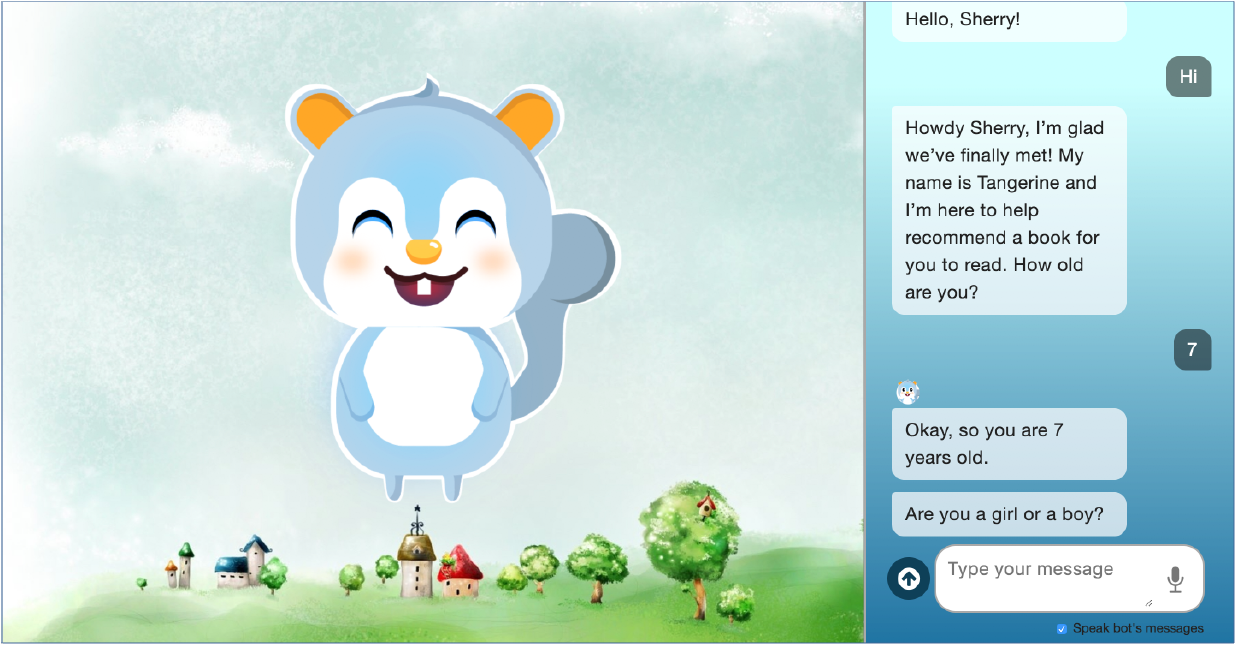 Hello, Sherry!
Hi
Howdy Sherry, I'm glad
we've finally met! My
name is Tangerine and
I'm here to help
recommend a book for
you to read. How old
are you?
7
Okay, so you are 7
years old.
Are you a girl or a boy?
Type your message
Speak bot's messages